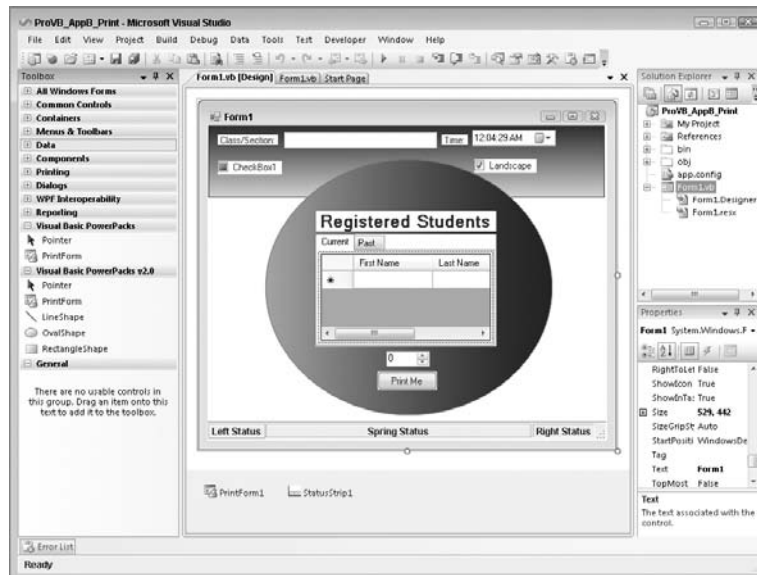 ProVB_AppB_Print - Microsoft Visual Studio
File Edit View Project Build Debug Data Tools Test Developer Window Help
Toolbox
All Windows Forms
Common Controls
Containers
Menus & Toolbars
Data
Components
Printing
Dialogs
WPF Interoperability
Reporting
Visual Basic PowerPacks
Pointer
PrintForm
Visual Basic PowerPacks v2.0
Pointer
PrintForm
LineShape
OvalShape
RectangleShape
General
There are no usable controls in
this group. Drag an item onto this
text to add it to the toolbox.
Form1.vb [Design] Form1.vb Start Page
Form1
Class/Section: Time: 12:04:29 AM
CheckBox1 Landscape
Registered Students
Current Past
First Name Last Name
0
Print Me
Left Status Spring Status Right Status
PrintForm1 StatusStrip1
Solution Explorer
ProVB_AppB_Print
My Project
References
bin
obj
app.config
Form1.vb
Form1.Designer
Form1.resx
Properties
Form1 System.Windows.F
RightToLef False
ShowIcon True
ShowInTa: True
Size 529, 442
SizeGripSt Auto
StartPositi WindowsDe
Tag
Text Form1
TopMost False
Text
The text associated with the
control.
Error List
Ready